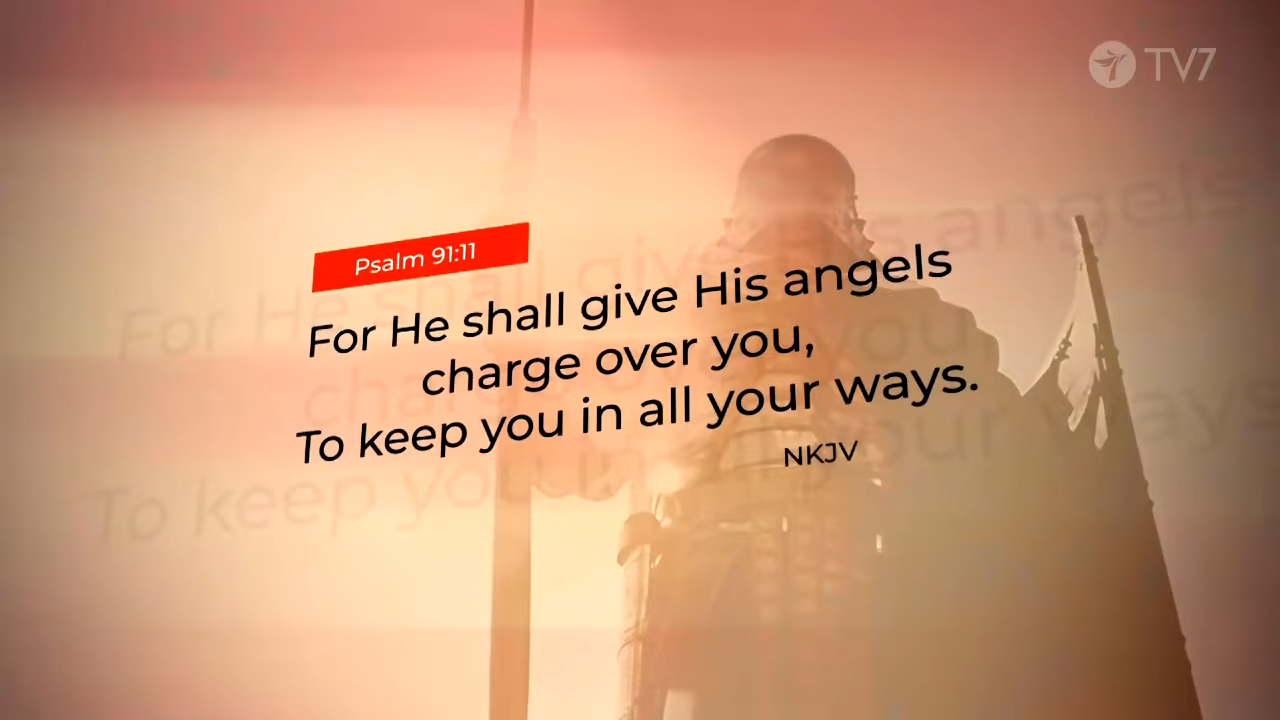 TV7
Psalm 91:11
For He shall give His angels
charge over you,
To keep you in all your ways.
NKJV